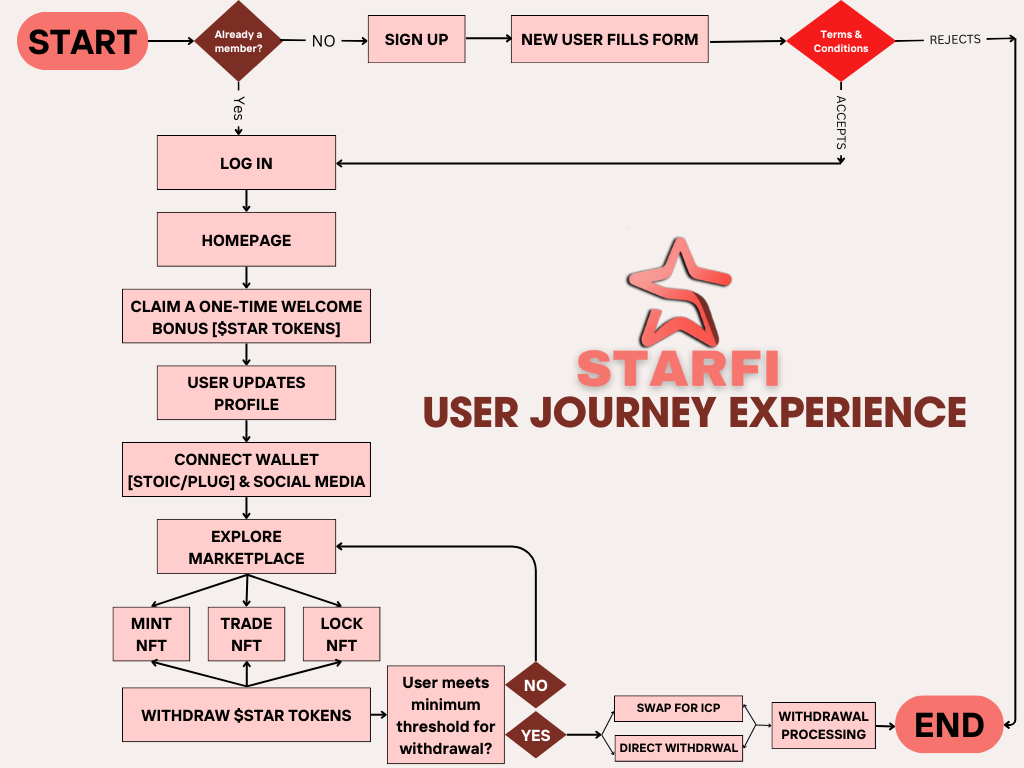 START
Already a
member?
NO
SIGN UP
NEW USER FILLS FORM
Terms &
Conditions
REJECTS
Yes
ACCEPTS
LOG IN
HOMEPAGE
CLAIM A ONE-TIME WELCOME
BONUS [$STAR TOKENS]
USER UPDATES
PROFILE
CONNECT WALLET
[STOIC/PLUG] & SOCIAL MEDIA
STARFI
USER JOURNEY EXPERIENCE
EXPLORE
MARKETPLACE
MINT
NFT
TRADE
NFT
LOCK
NFT
WITHDRAW $STAR TOKENS
User meets
minimum
threshold for
withdrawal?
NO
YES
SWAP FOR ICP
DIRECT WITHDRWAL
WITHDRAWAL
PROCESSING
END